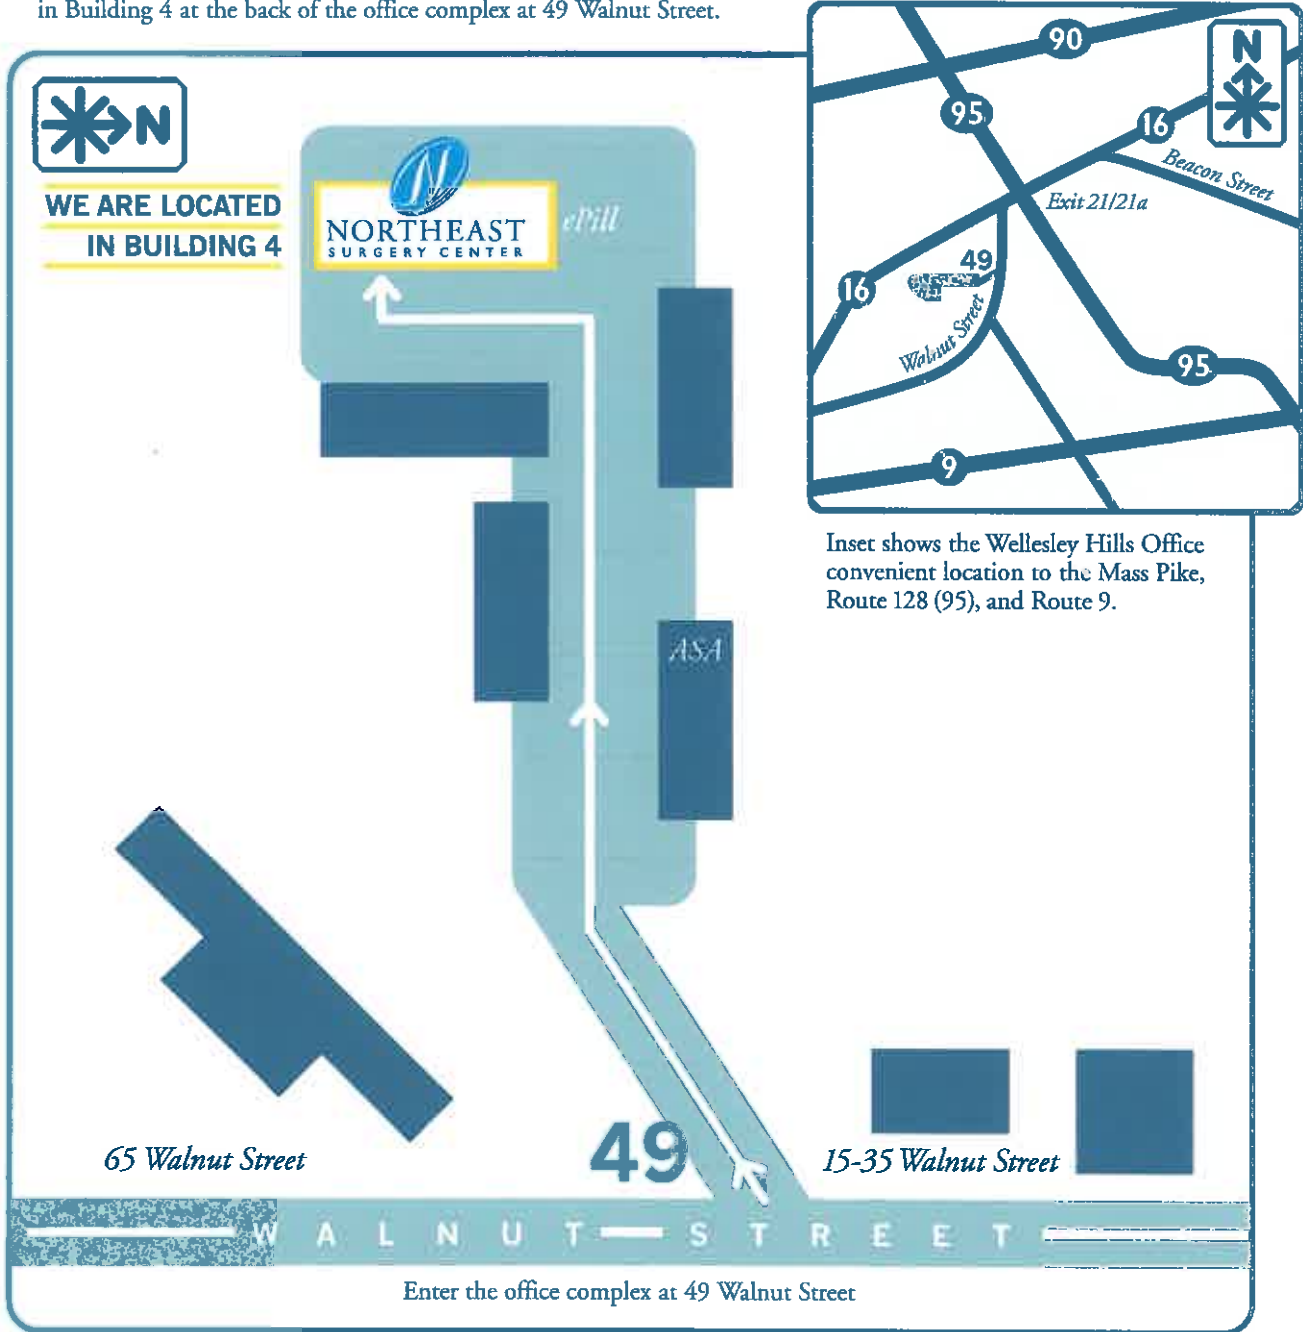 in Building 4 at the back of the office complex at 49 Walnut Street.
N
WE ARE LOCATED
IN BUILDING 4
N
NORTHEAST
SURGERY CENTER
ePill
ASA
90
95
N
16
Beacon Street
Exit 21/21a
49
16
Walnut Street
95
9
Inset shows the Wellesley Hills Office
convenient location to the Mass Pike,
Route 128 (95), and Route 9.
49
65 Walnut Street
15-35 Walnut Street
WALNUT STREET
Enter the office complex at 49 Walnut Street